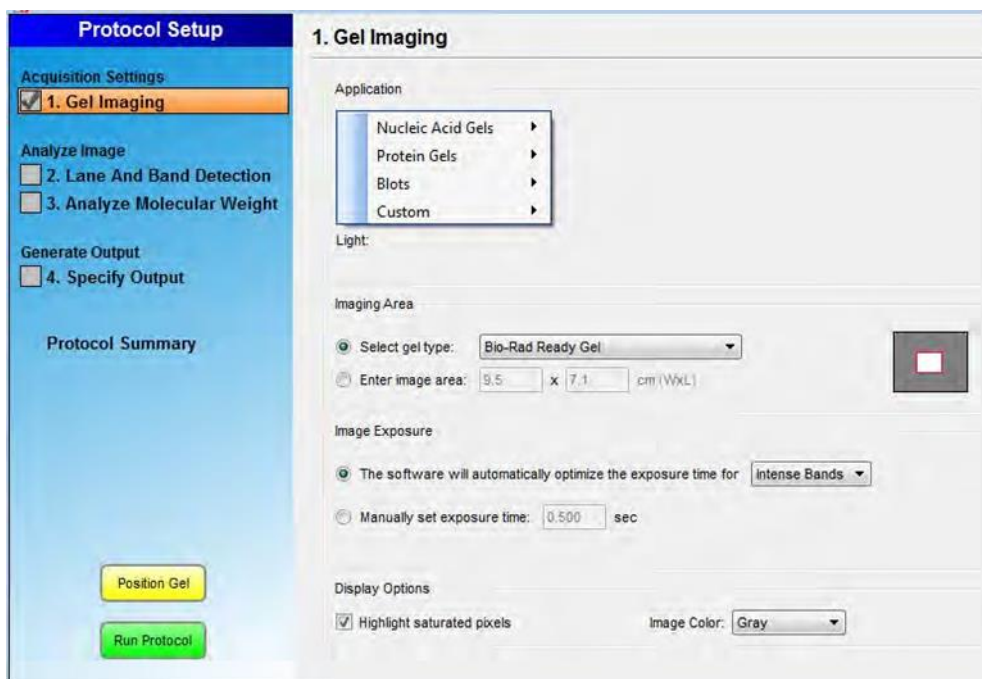 Protocol Setup
Acquisition Settings
1. Gel Imaging
Analyze Image
2. Lane And Band Detection
3. Analyze Molecular Weight
Generate Output
4. Specify Output
Protocol Summary
Position Gel
Run Protocol
1. Gel Imaging
Application
Nucleic Acid Gels
Protein Gels
Blots
Custom
Light:
Imaging Area
Select gel type: Bio-Rad Ready Gel
Enter image area: 9.5 x 7.1 cm (WxL)
Image Exposure
The software will automatically optimize the exposure time for Intense Bands
Manually set exposure time: 0.500 sec
Display Options
Highlight saturated pixels Image Color: Gray